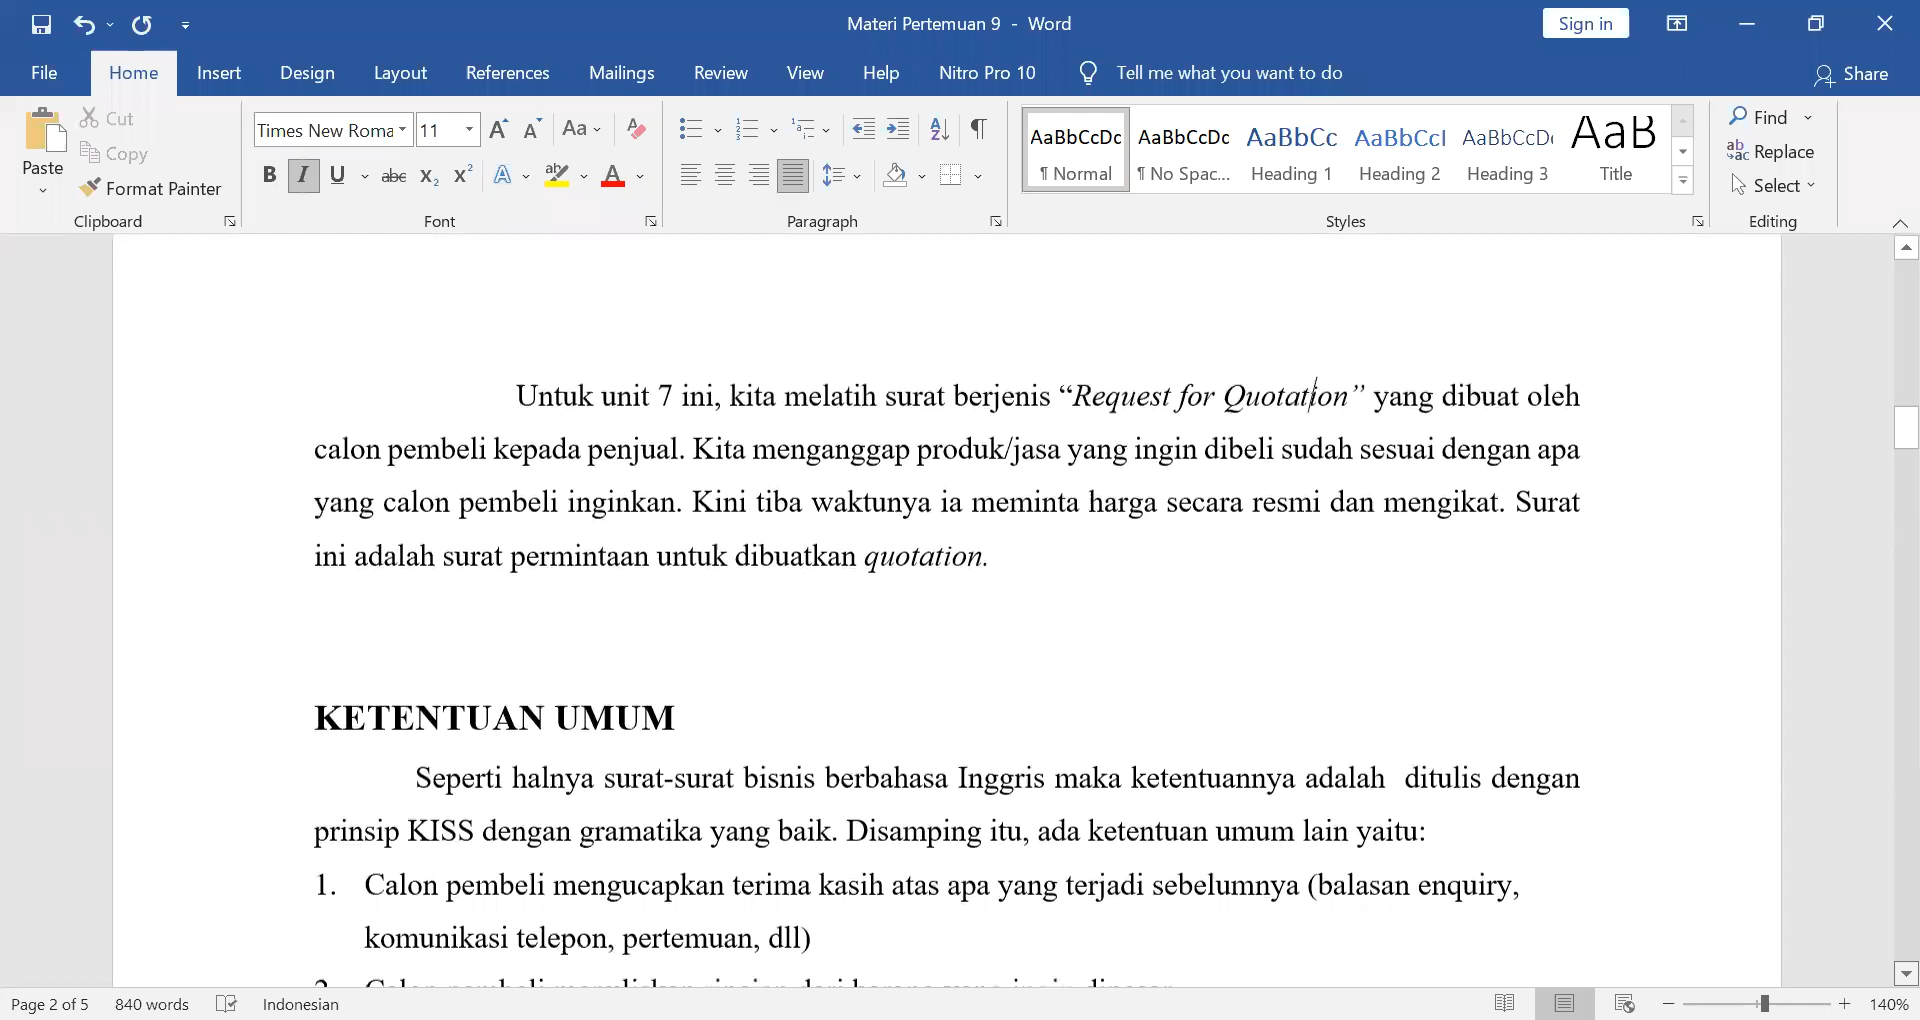 Materi Pertemuan 9 - Word
Sign in
File Home Insert Design Layout References Mailings Review View Help Nitro Pro 10 Tell me what you want to do Share
Paste
Cut
Copy
Format Painter
Clipboard
Times New Roma 11
Font
Paragraph
AaBbCcDc AaBbCcDc AaBbCc AaBbCcI AaBbCcD AaB
¶ Normal ¶ No Spac... Heading 1 Heading 2 Heading 3 Title
Styles
Find
Replace
Select
Editing
Untuk unit 7 ini, kita melatih surat berjenis “Request for Quotation” yang dibuat oleh
calon pembeli kepada penjual. Kita menganggap produk/jasa yang ingin dibeli sudah sesuai dengan apa
yang calon pembeli inginkan. Kini tiba waktunya ia meminta harga secara resmi dan mengikat. Surat
ini adalah surat permintaan untuk dibuatkan quotation.
KETENTUAN UMUM
Seperti halnya surat-surat bisnis berbahasa Inggris maka ketentuannya adalah ditulis dengan
prinsip KISS dengan gramatika yang baik. Disamping itu, ada ketentuan umum lain yaitu:
1. Calon pembeli mengucapkan terima kasih atas apa yang terjadi sebelumnya (balasan enquiry,
komunikasi telepon, pertemuan, dll)
Page 2 of 5 840 words Indonesian 140%